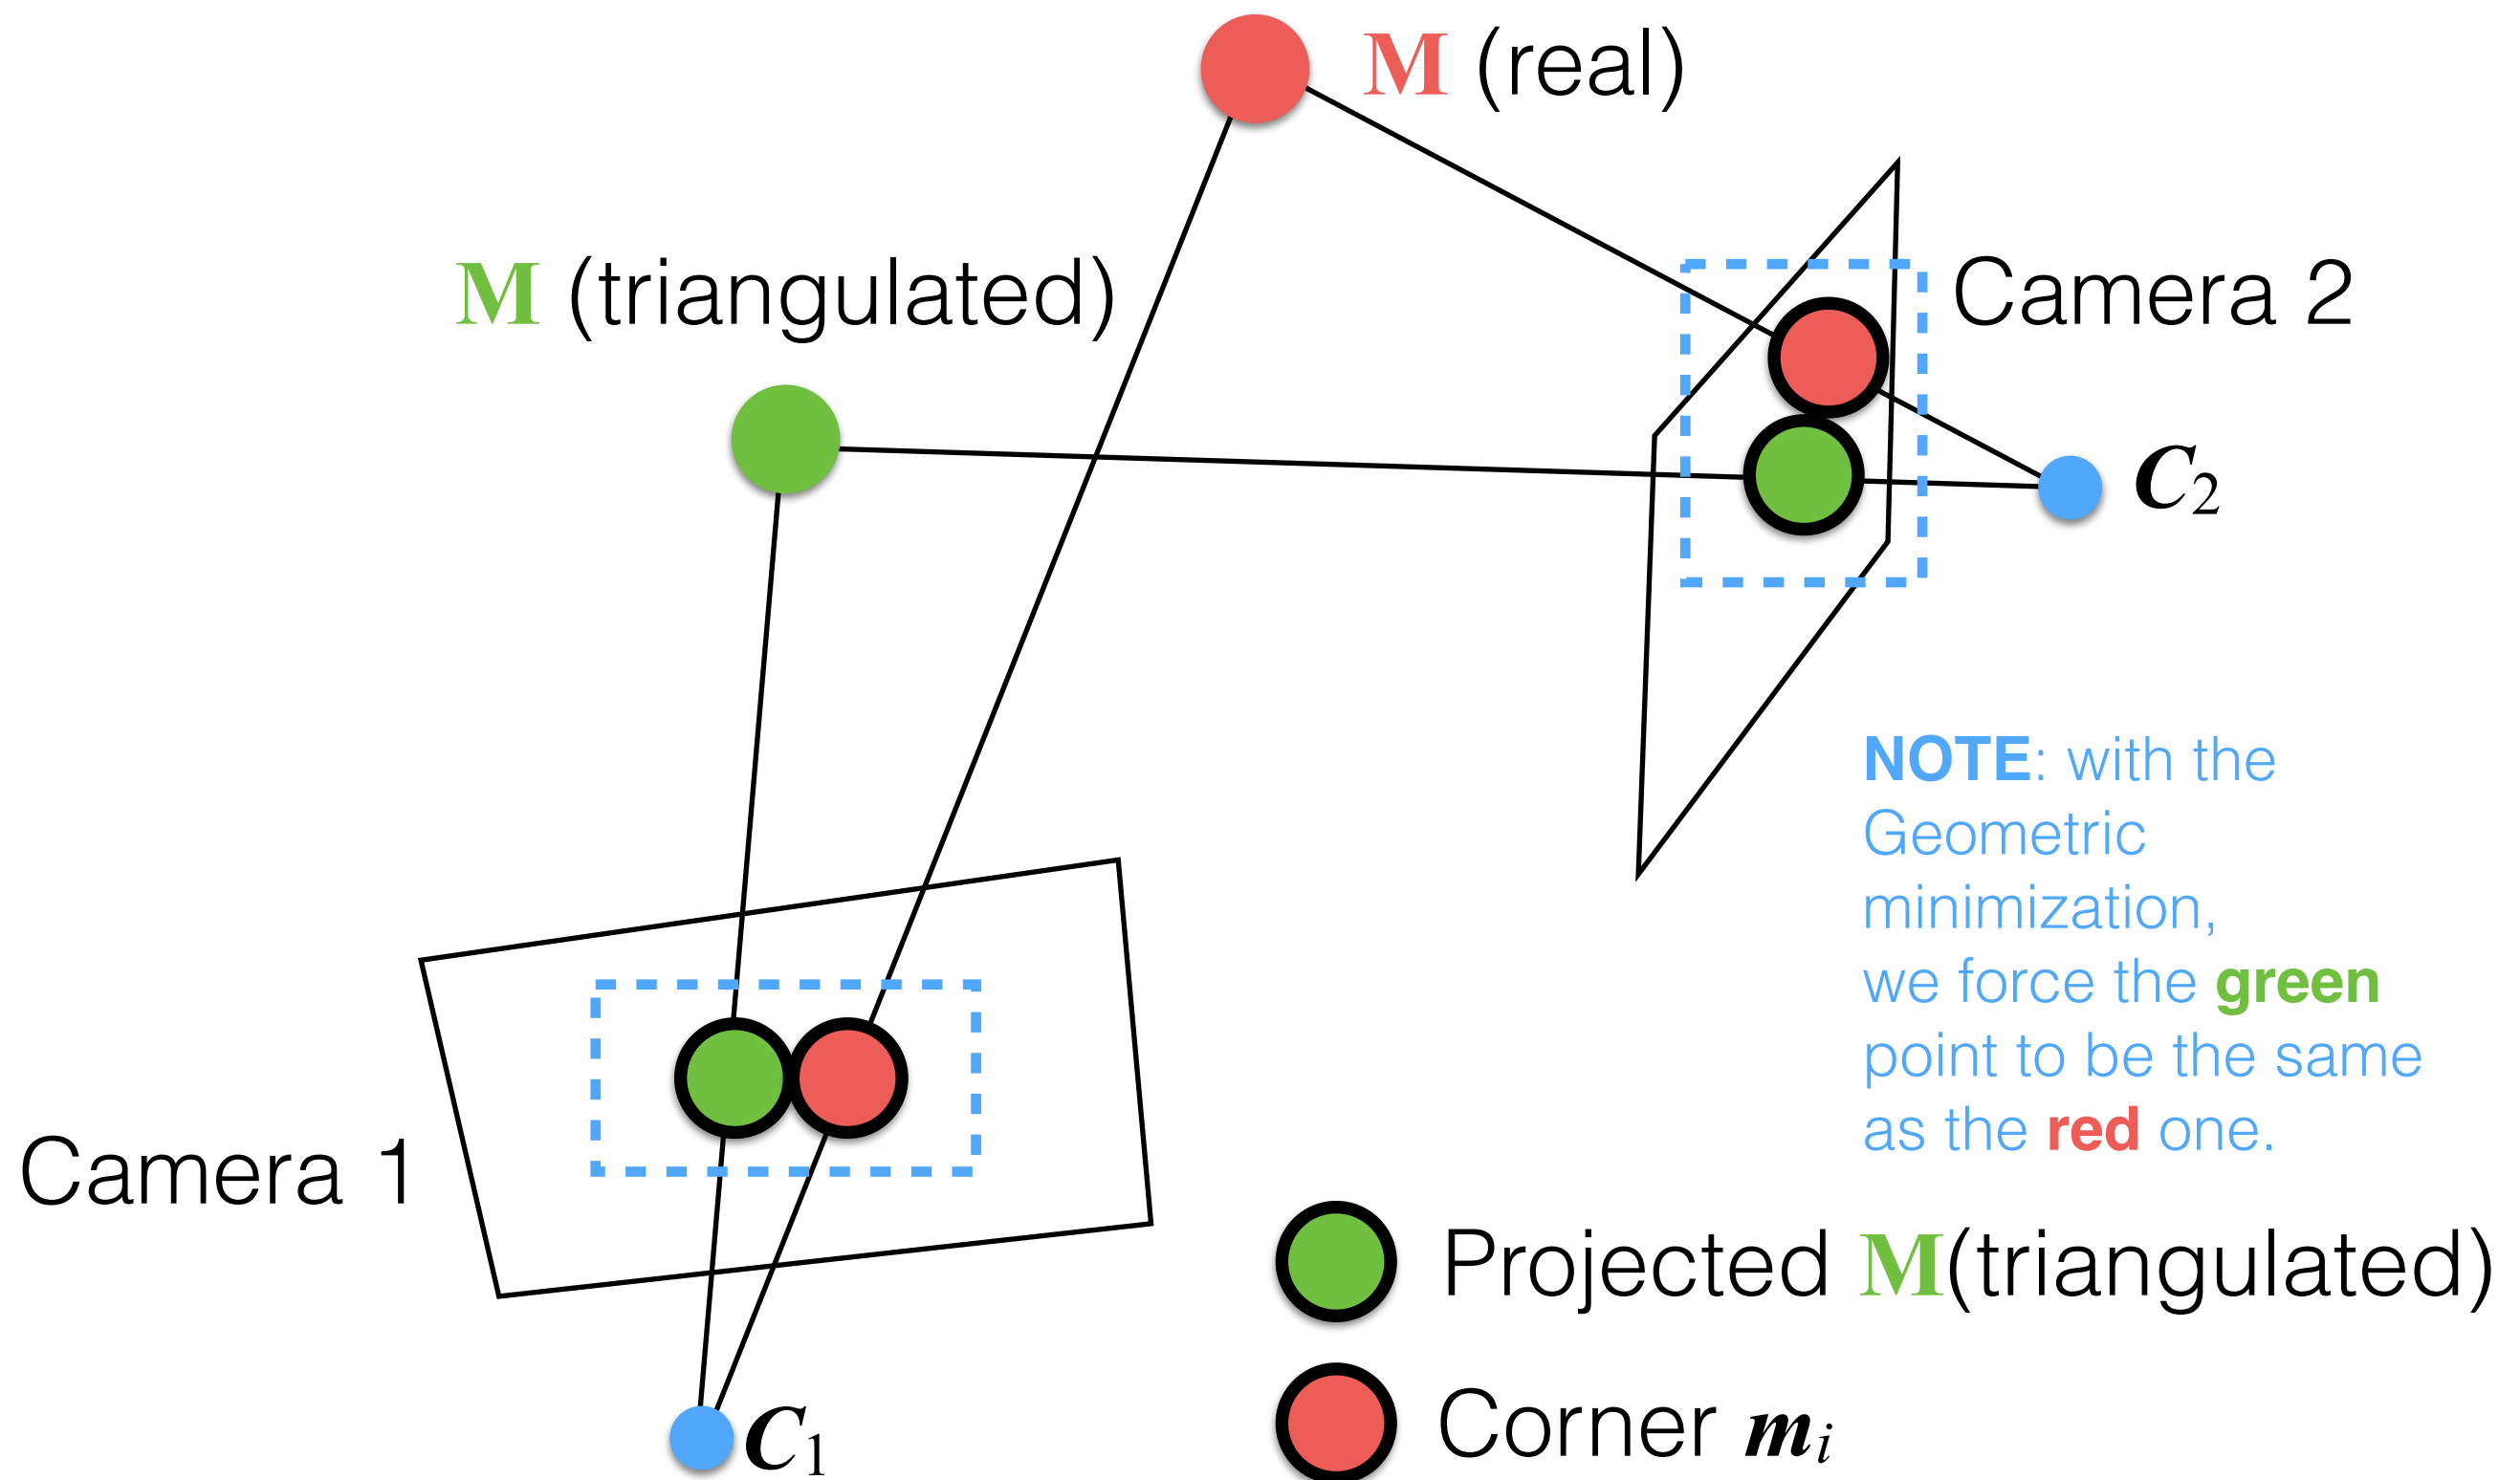 M (real)
M (triangulated)
Camera 2
C2
NOTE: with the
Geometric
minimization,
we force the green
point to be the same
as the red one.
Camera 1
Projected M(triangulated)
Corner mi
C1